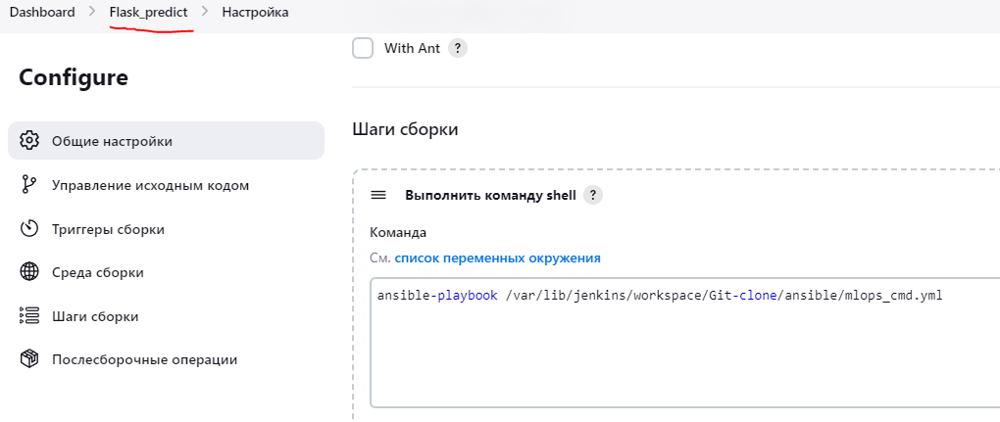 Dashboard > Flask_predict > Настройка
Configure
Общие настройки
Управление исходным кодом
Триггеры сборки
Среда сборки
Шаги сборки
Послесборочные операции
With Ant ?
Шаги сборки
Выполнить команду shell ?
Команда
См. список переменных окружения
ansible-playbook /var/lib/jenkins/workspace/Git-clone/ansible/mlops_cmd.yml